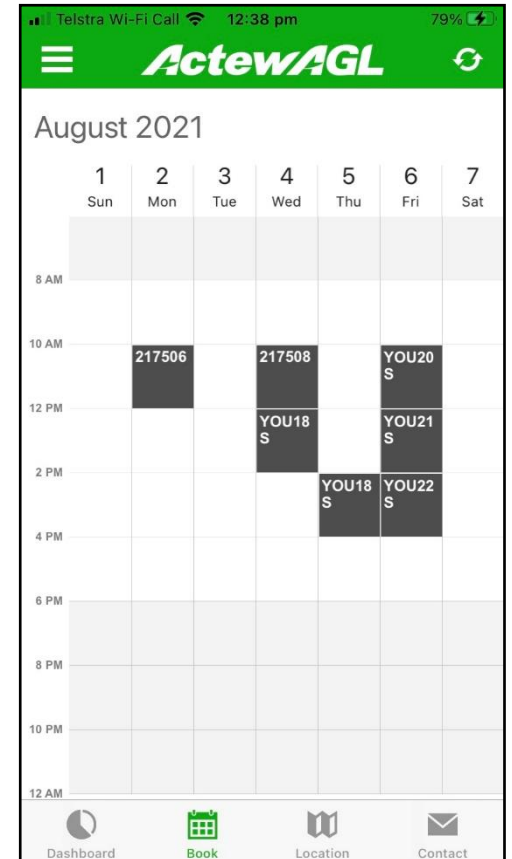 Telstra Wi-Fi Call 12:38 pm 79%
ActewAGL
August 2021
1 2 3 4 5 6 7
Sun Mon Tue Wed Thu Fri Sat
8 AM
10 AM
217506 217508 YOU20
S
12 PM
YOU18 YOU21
S S
2 PM
YOU18 YOU22
S S
4 PM
6 PM
8 PM
10 PM
12 AM
Dashboard Book Location Contact